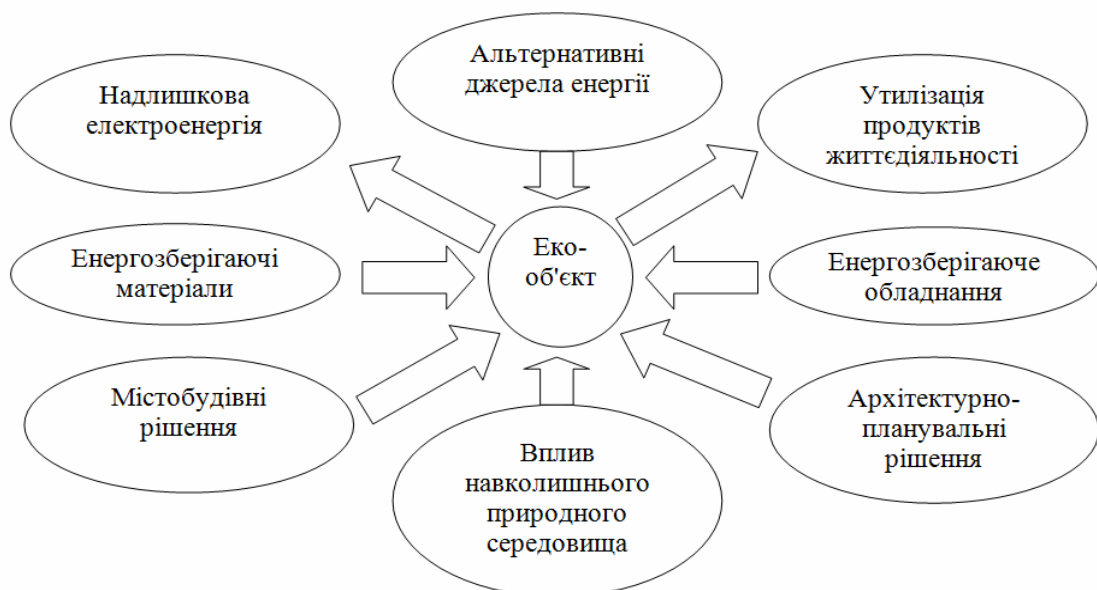 Альтернативні
джерела енергії
Надлишкова
електроенергія
Утилізація
продуктів
життєдіяльності
Еко-
об'єкт
Енергозберігаючі
матеріали
Енергозберігаюче
обладнання
Містобудівні
рішення
Архітектурно-
планувальні
рішення
Вплив
навколишнього
природного
середовища